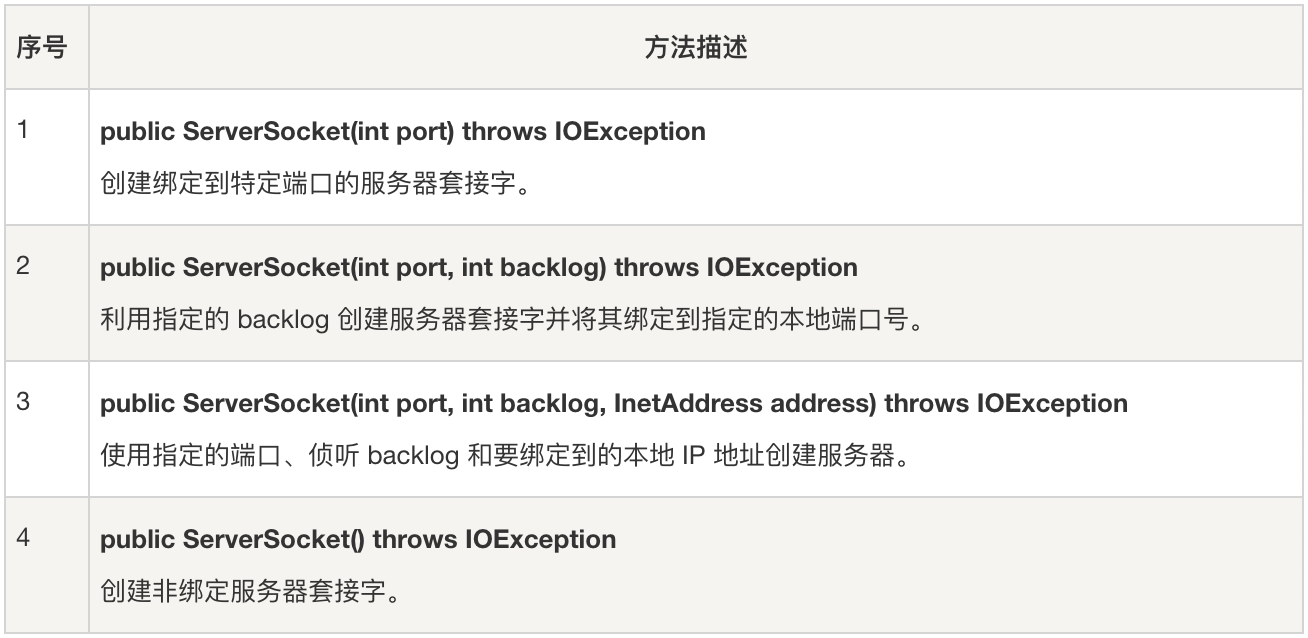 序号 方法描述
1 public ServerSocket(int port) throws IOException
创建绑定到特定端口的服务器套接字。
2 public ServerSocket(int port, int backlog) throws IOException
利用指定的 backlog 创建服务器套接字并将其绑定到指定的本地端口号。
3 public ServerSocket(int port, int backlog, InetAddress address) throws IOException
使用指定的端口、侦听 backlog 和要绑定到的本地 IP 地址创建服务器。
4 public ServerSocket() throws IOException
创建非绑定服务器套接字。